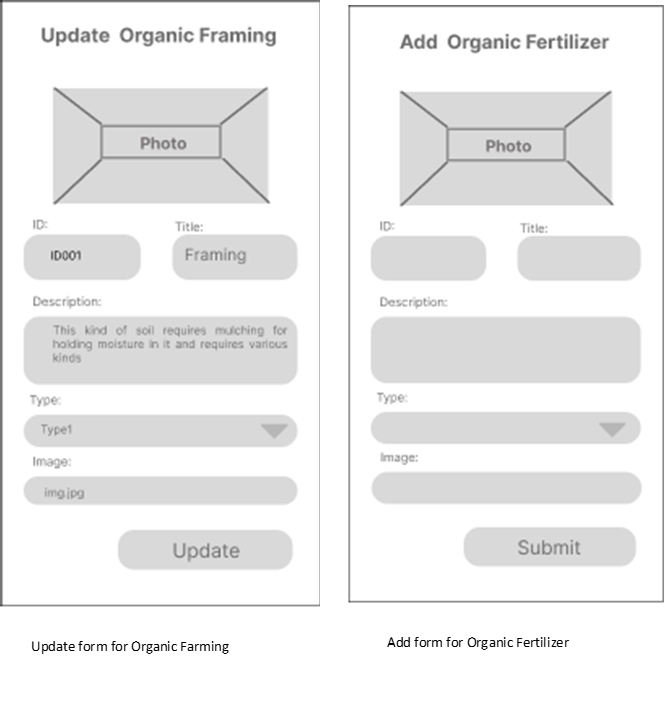 Update Organic Framing
Photo
ID:
Title:
ID001
Framing
Description:
This kind of soil requires mulching for
holding moisture in it and requires various
kinds
Type:
Type1
Image:
img.jpg
Update
Update form for Organic Farming
Add Organic Fertilizer
Photo
ID:
Title:
Description:
Type:
Image:
Submit
Add form for Organic Fertilizer